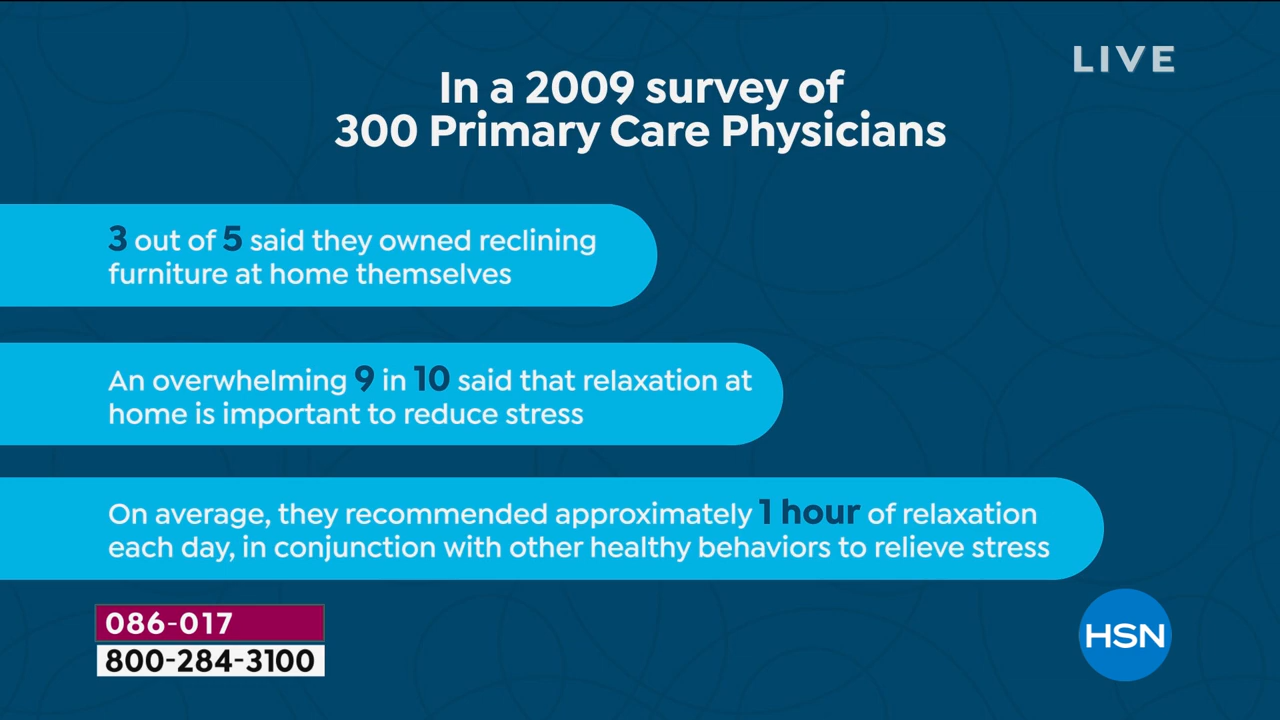 LIVE
In a 2009 survey of
300 Primary Care Physicians
3 out of 5 said they owned reclining
furniture at home themselves
An overwhelming 9 in 10 said that relaxation at
home is important to reduce stress
On average, they recommended approximately 1 hour of relaxation
each day, in conjunction with other healthy behaviors to relieve stress
086-017
800-284-3100
HSN